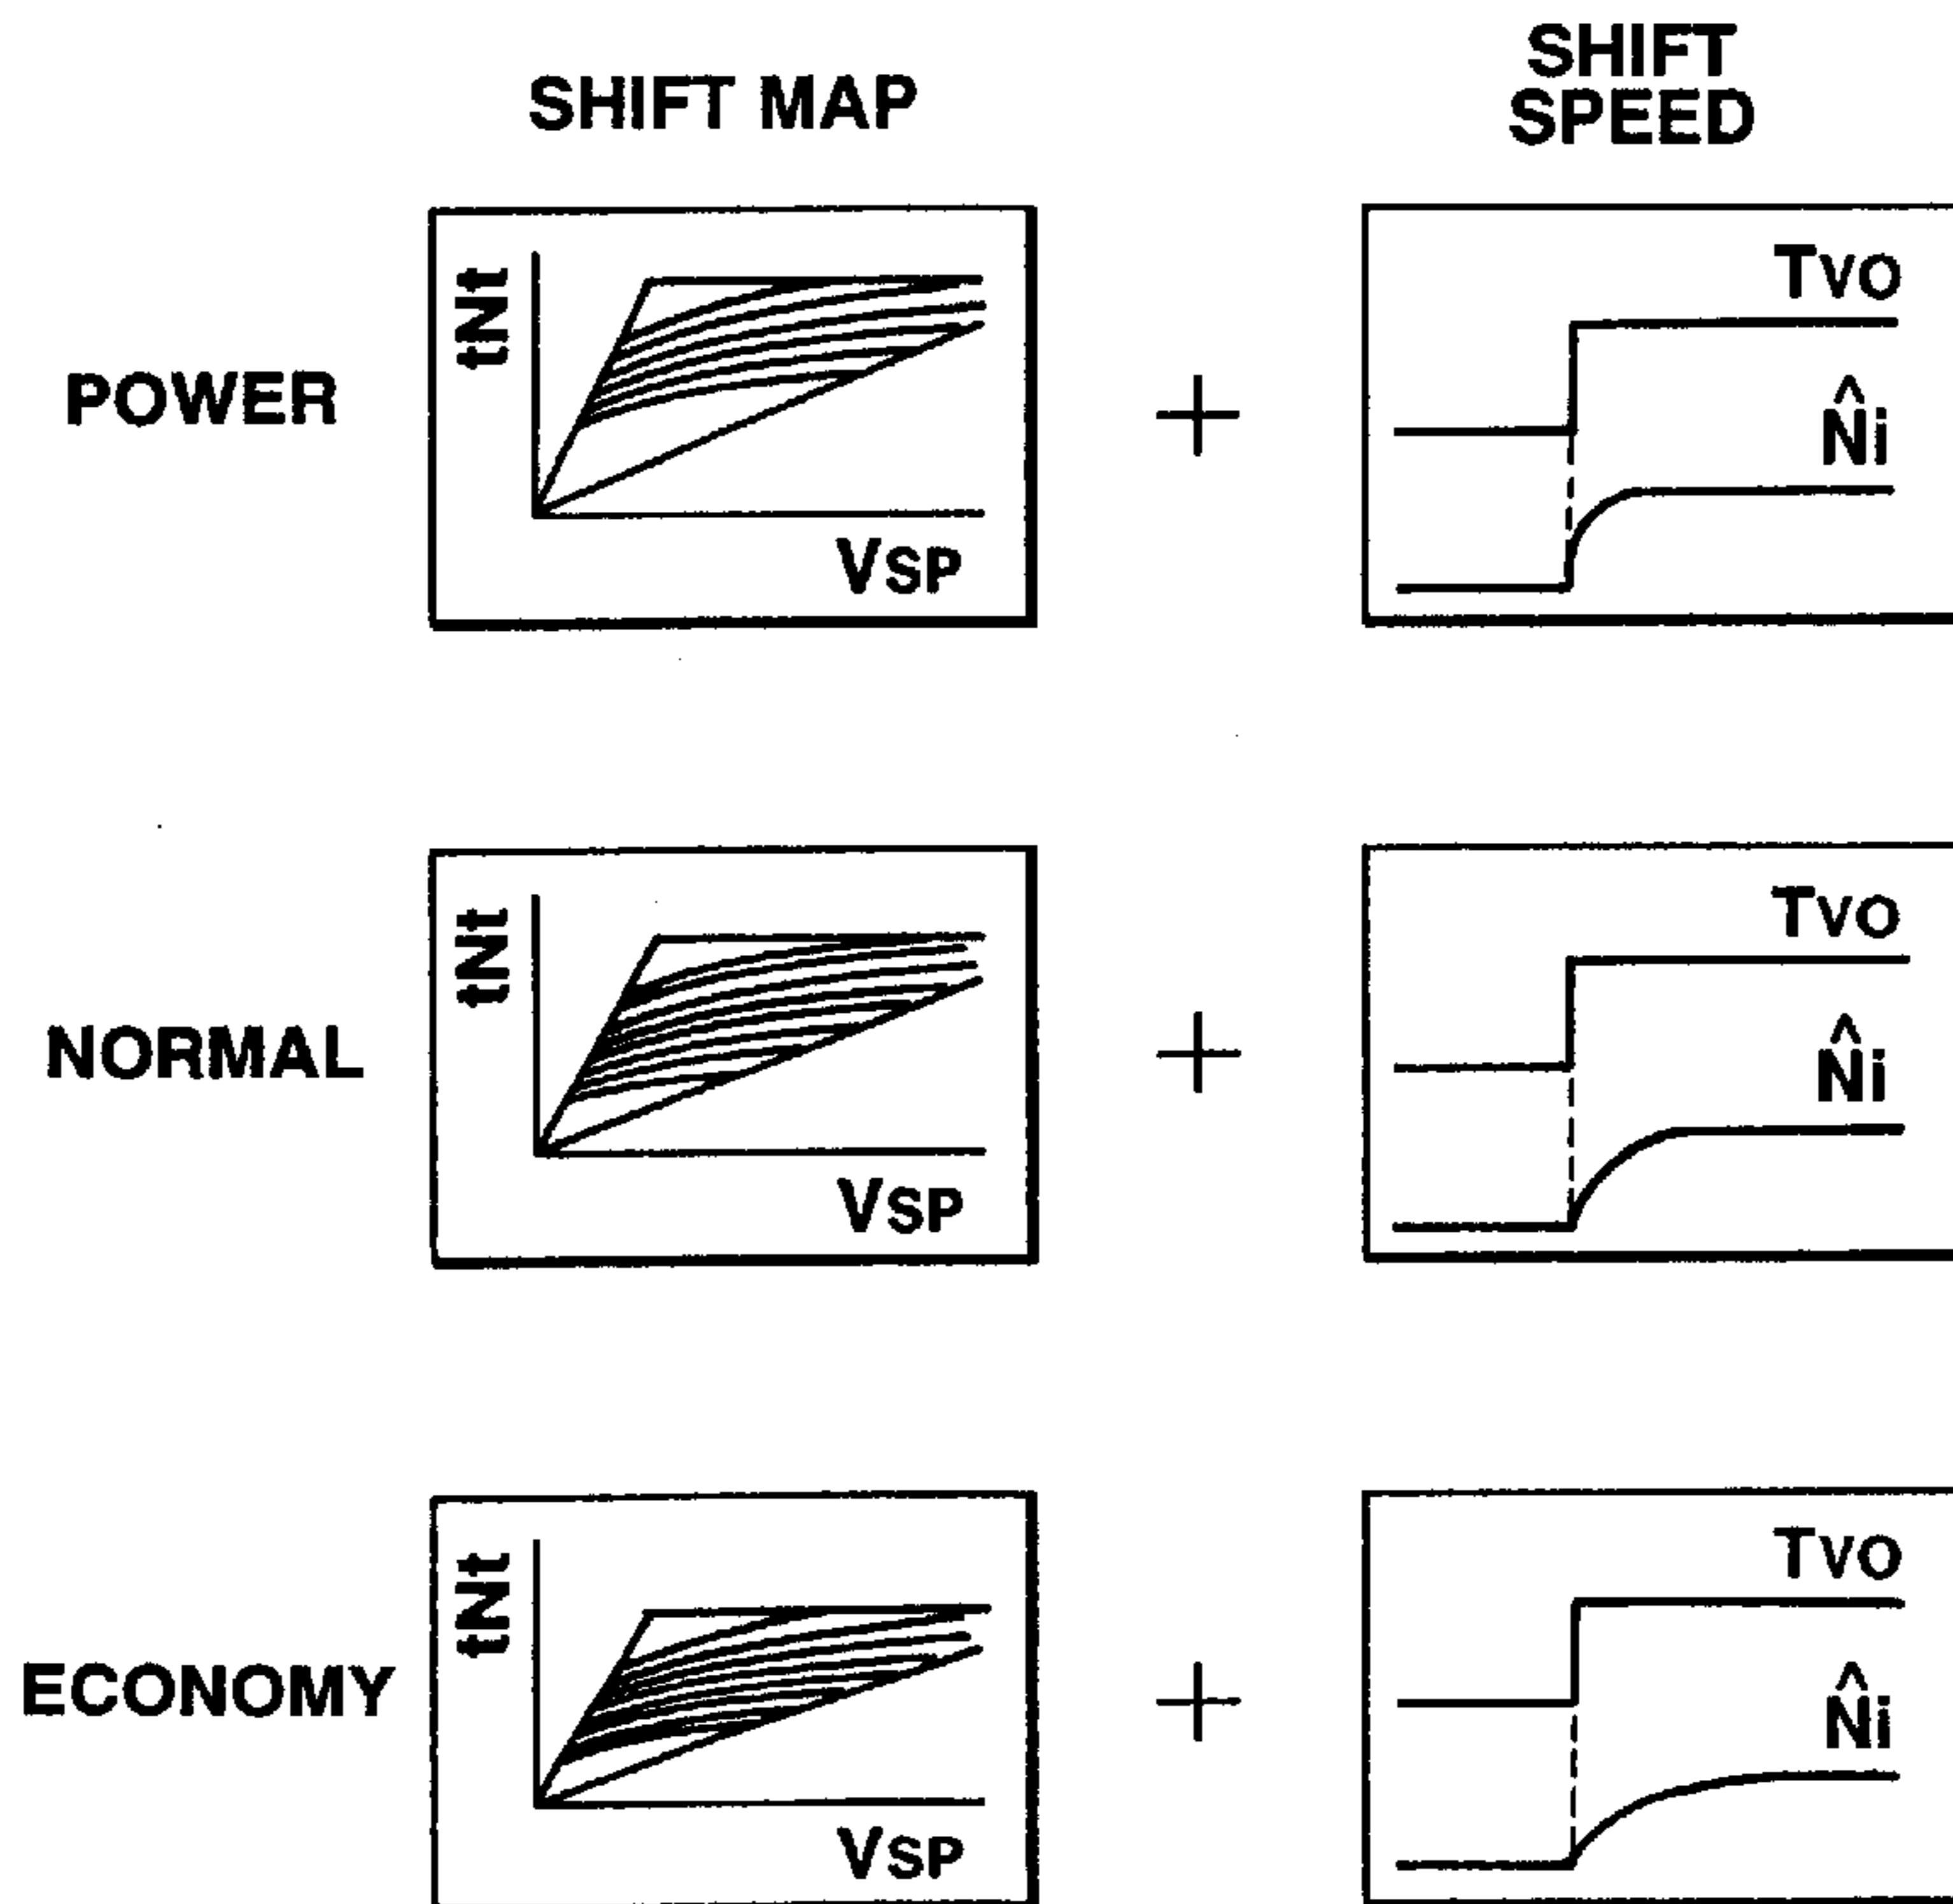 SHIFT MAP
SHIFT
SPEED
POWER
tNt
VSP
+
TVO
N̂i
NORMAL
tNt
VSP
+
TVO
N̂i
ECONOMY
tNt
VSP
+
TVO
N̂i